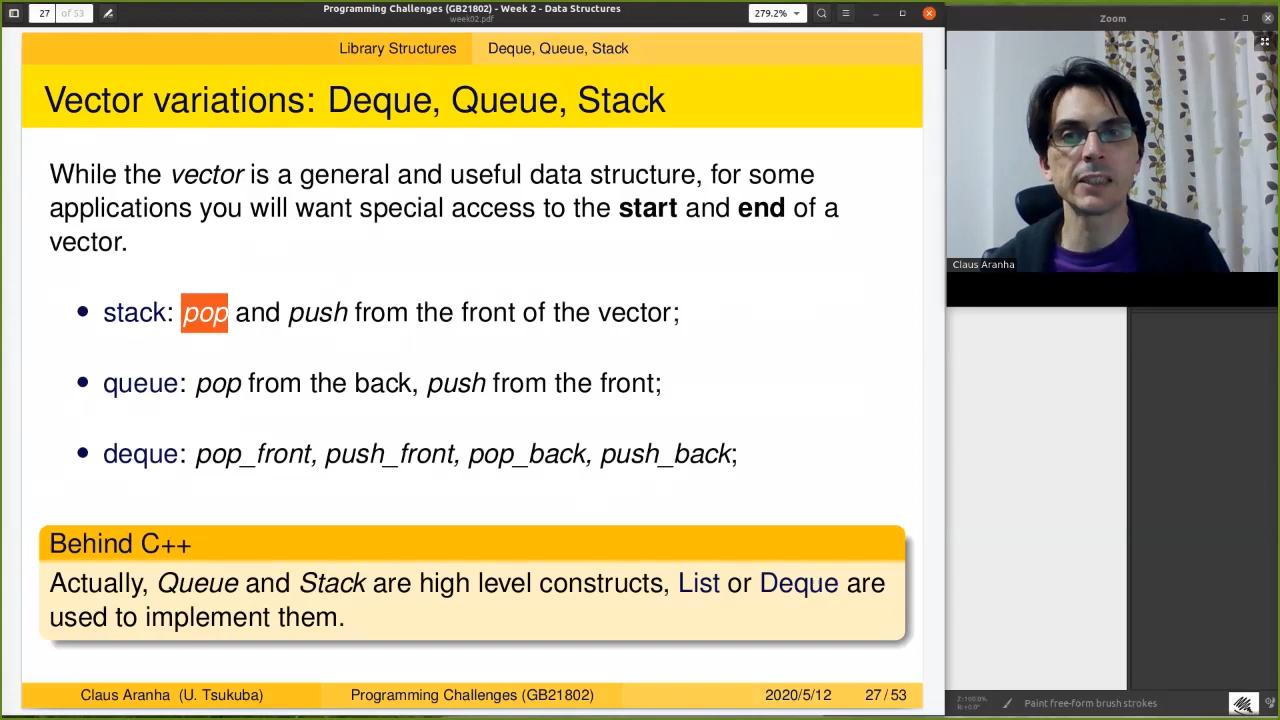 27 of 53
Programming Challenges (GB21802) - Week 2 - Data Structures
week02.pdf
279.2%
Zoom
Library Structures Deque, Queue, Stack
Vector variations: Deque, Queue, Stack
While the vector is a general and useful data structure, for some
applications you will want special access to the start and end of a
vector.
• stack: pop and push from the front of the vector;
• queue: pop from the back, push from the front;
• deque: pop_front, push_front, pop_back, push_back;
Behind C++
Actually, Queue and Stack are high level constructs, List or Deque are
used to implement them.
Claus Aranha (U. Tsukuba) Programming Challenges (GB21802) 2020/5/12 27 / 53
Claus Aranha
Paint free-form brush strokes